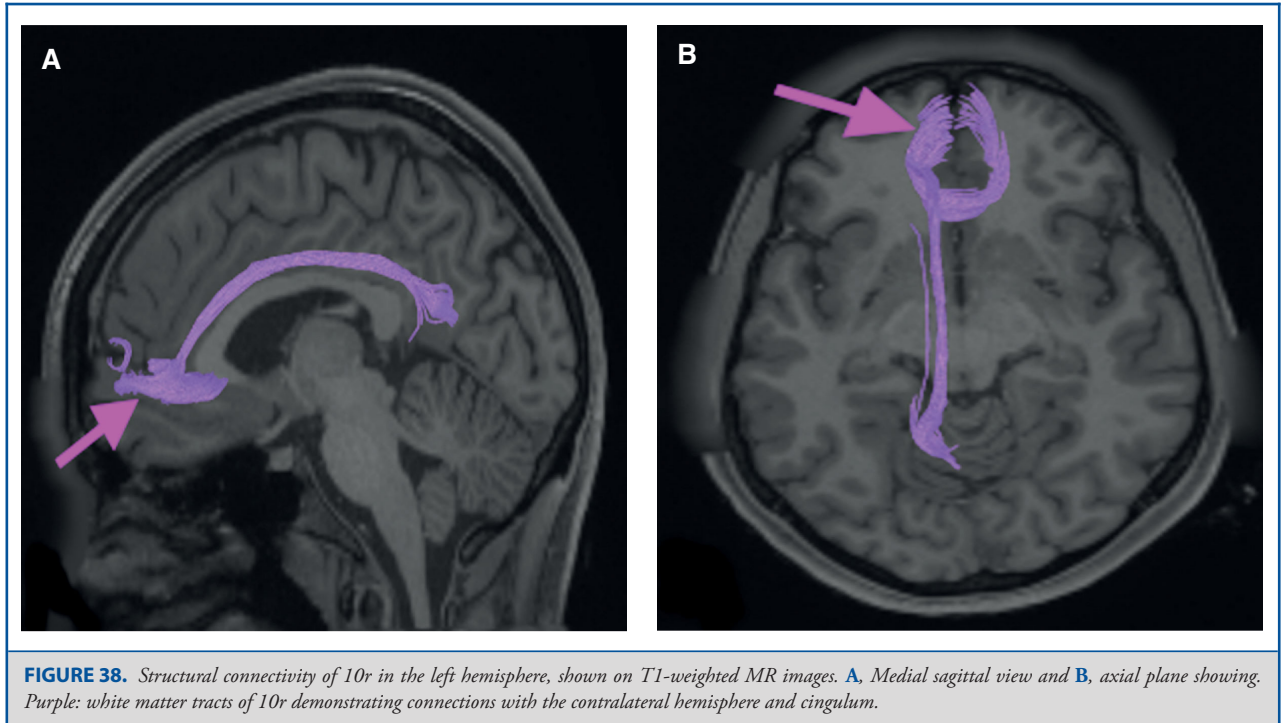 A
B
FIGURE 38. Structural connectivity of 10r in the left hemisphere, shown on T1-weighted MR images. A, Medial sagittal view and B, axial plane showing.
Purple: white matter tracts of 10r demonstrating connections with the contralateral hemisphere and cingulum.